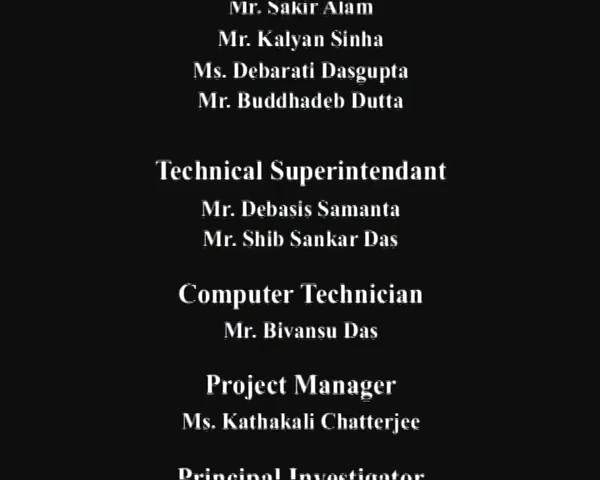 Mr. Sakir Alam
Mr. Kalyan Sinha
Ms. Debarati Dasgupta
Mr. Buddhadeb Dutta
Technical Superintendant
Mr. Debasis Samanta
Mr. Shib Sankar Das
Computer Technician
Mr. Bivansu Das
Project Manager
Ms. Kathakali Chatterjee
Principal Investigator